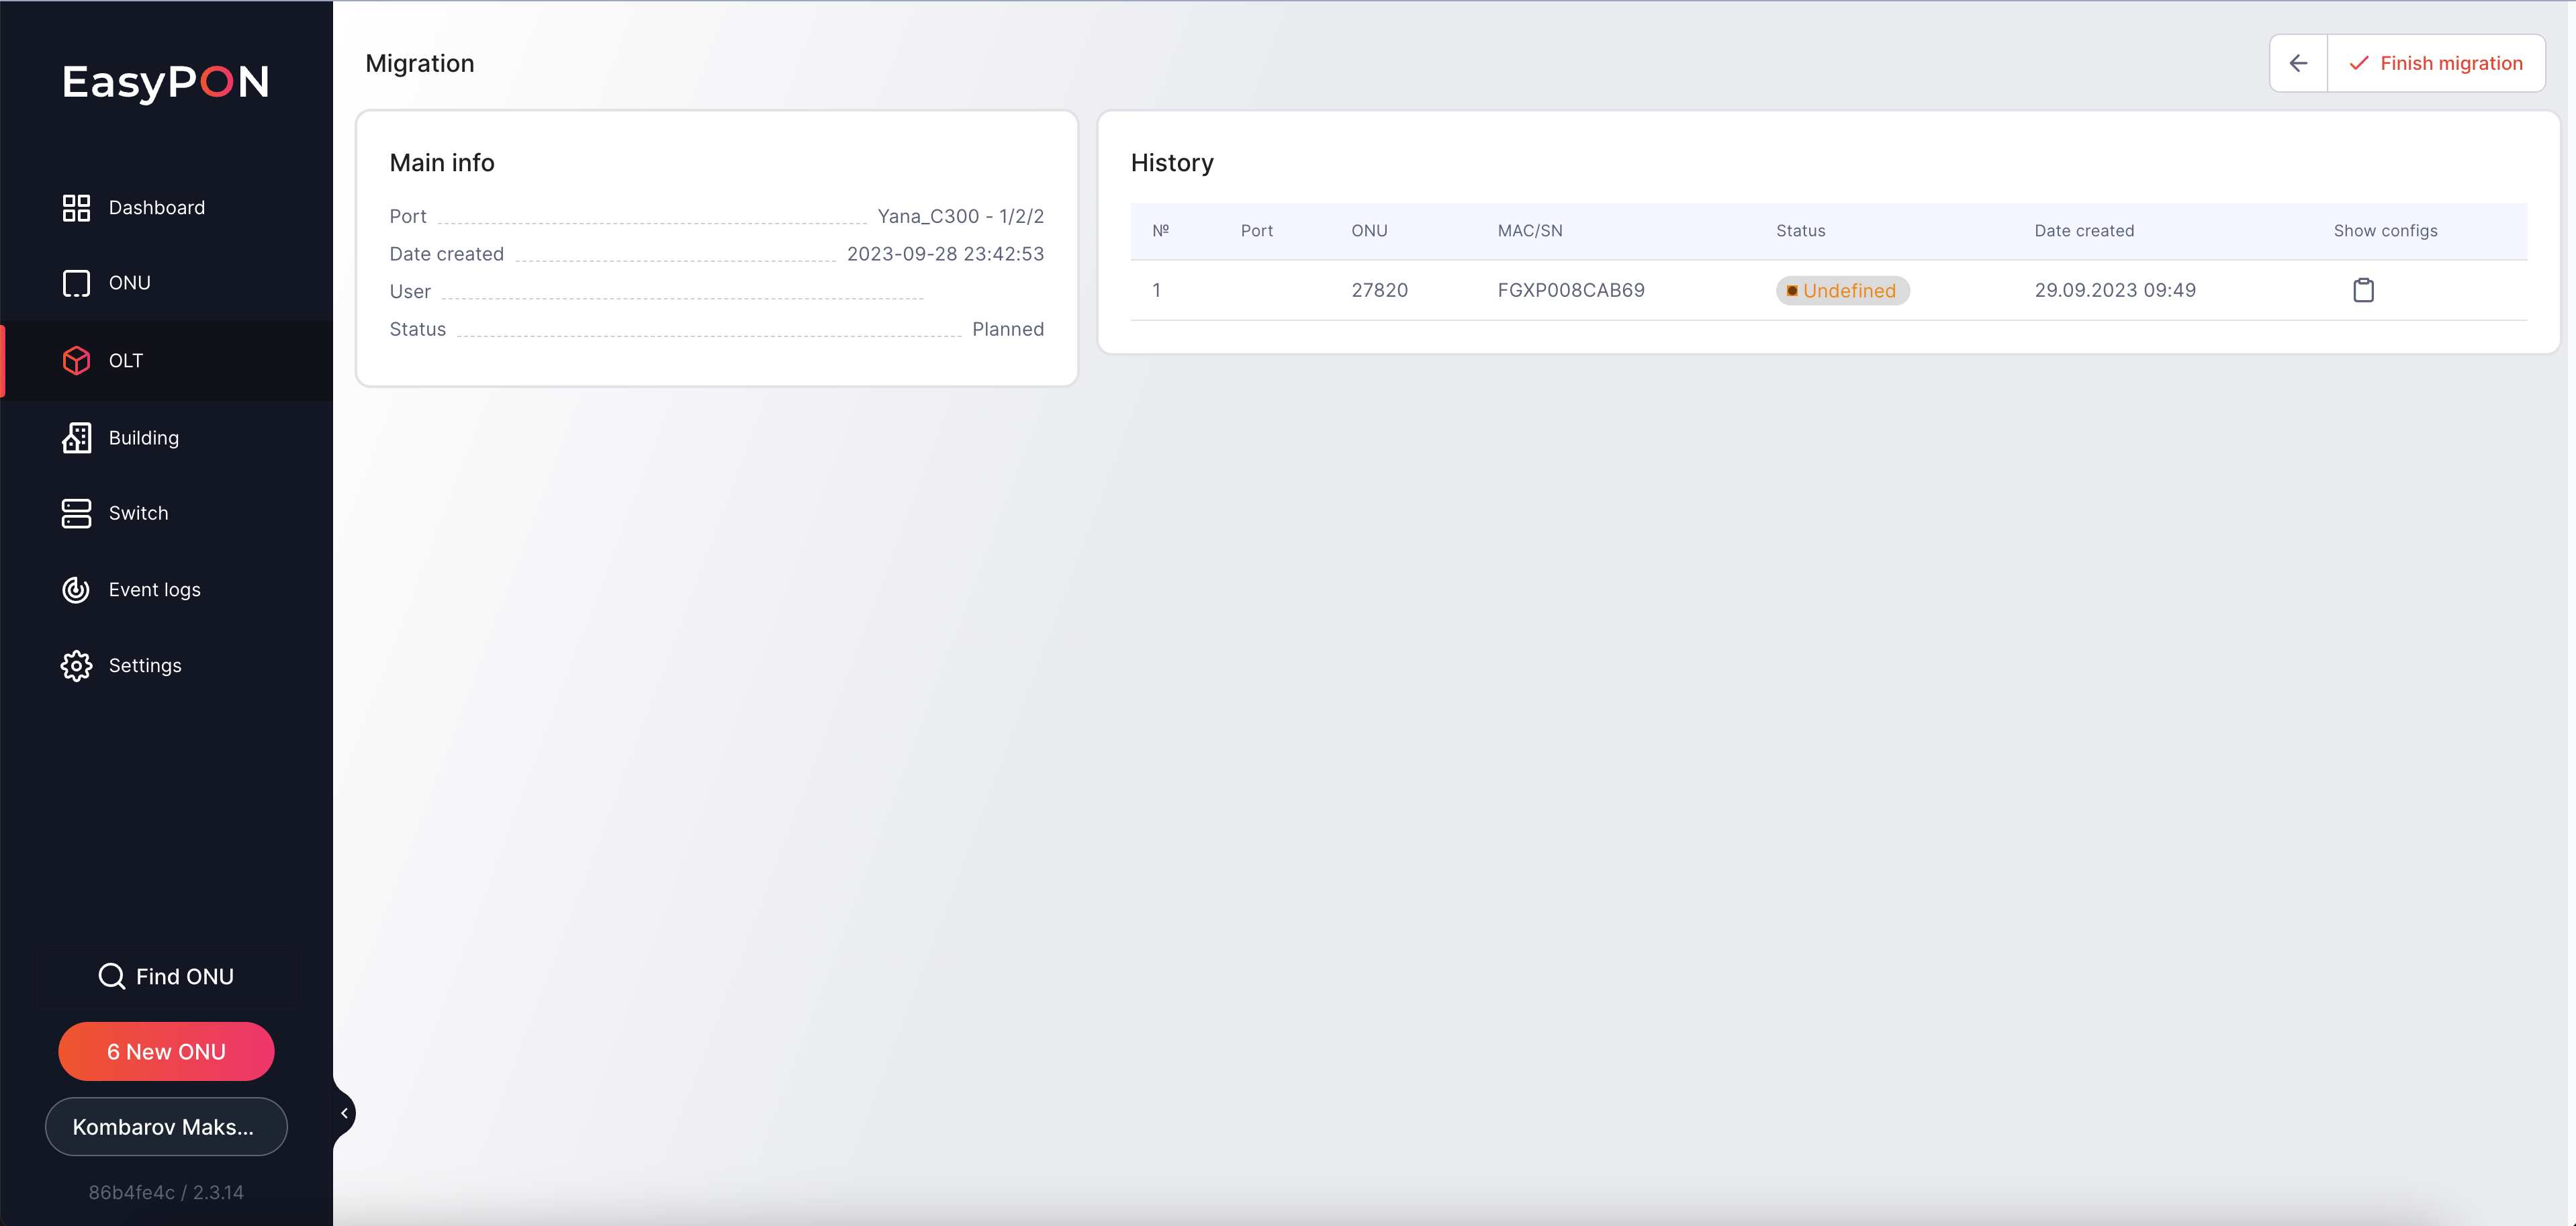 EasyPON
Dashboard
ONU
OLT
Building
Switch
Event logs
Settings
Find ONU
6 New ONU
Kombarov Maks...
86b4fe4c / 2.3.14
Migration
Finish migration
Main info
Port Yana_C300 - 1/2/2
Date created 2023-09-28 23:42:53
User
Status Planned
History
№ Port ONU MAC/SN Status Date created Show configs
1 27820 FGXP008CAB69 Undefined 29.09.2023 09:49